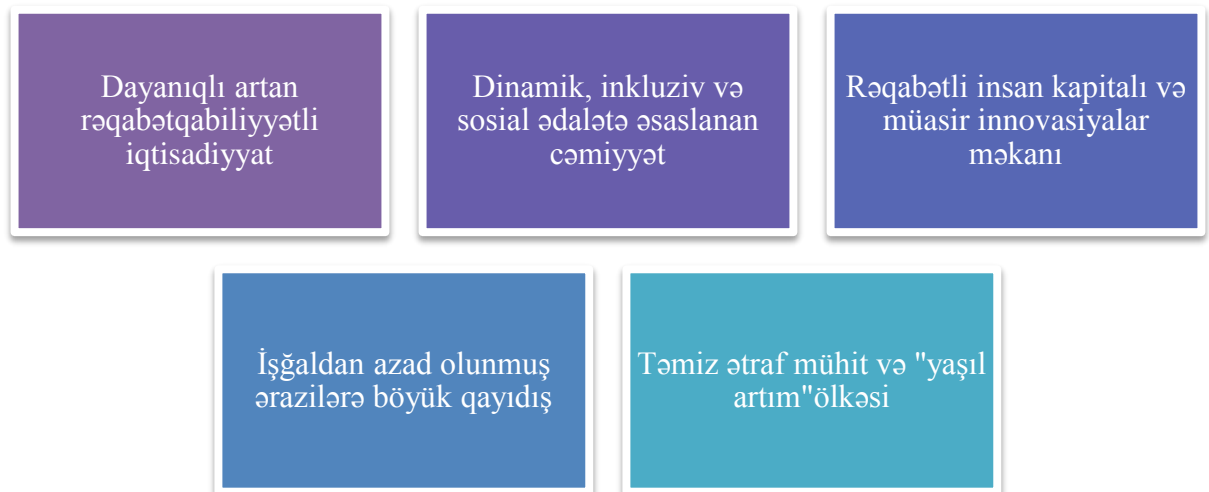 Dayanıqlı artan
rəqabətqabiliyyətli
iqtisadiyyat
Dinamik, inkluziv və
sosial ədalətə əsaslanan
cəmiyyət
Rəqabətli insan kapitalı və
müasir innovasiyalar
məkanı
İşğaldan azad olunmuş
ərazilərə böyük qayıdış
Təmiz ətraf mühit və "yaşıl
artım"ölkəsi